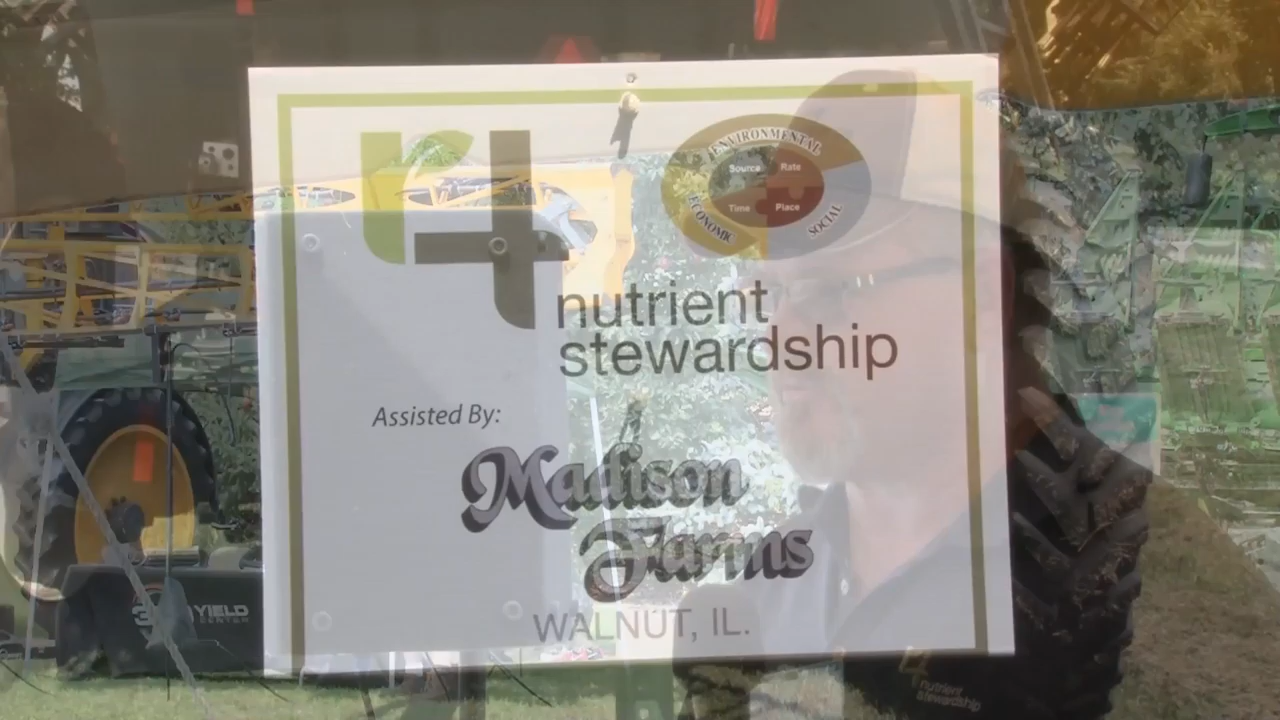 4R
ENVIRONMENTAL
Source Rate
Time Place
ECONOMIC
SOCIAL
nutrient
stewardship
Assisted By:
Madison
Farms
WALNUT, IL.
YIELD
CENTER
nutrient
stewardship